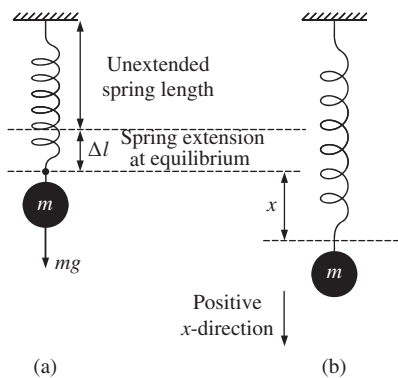 Unextended
spring length
Spring extension
at equilibrium
Δl
m
mg
(a)
x
m
Positive
x-direction
(b)